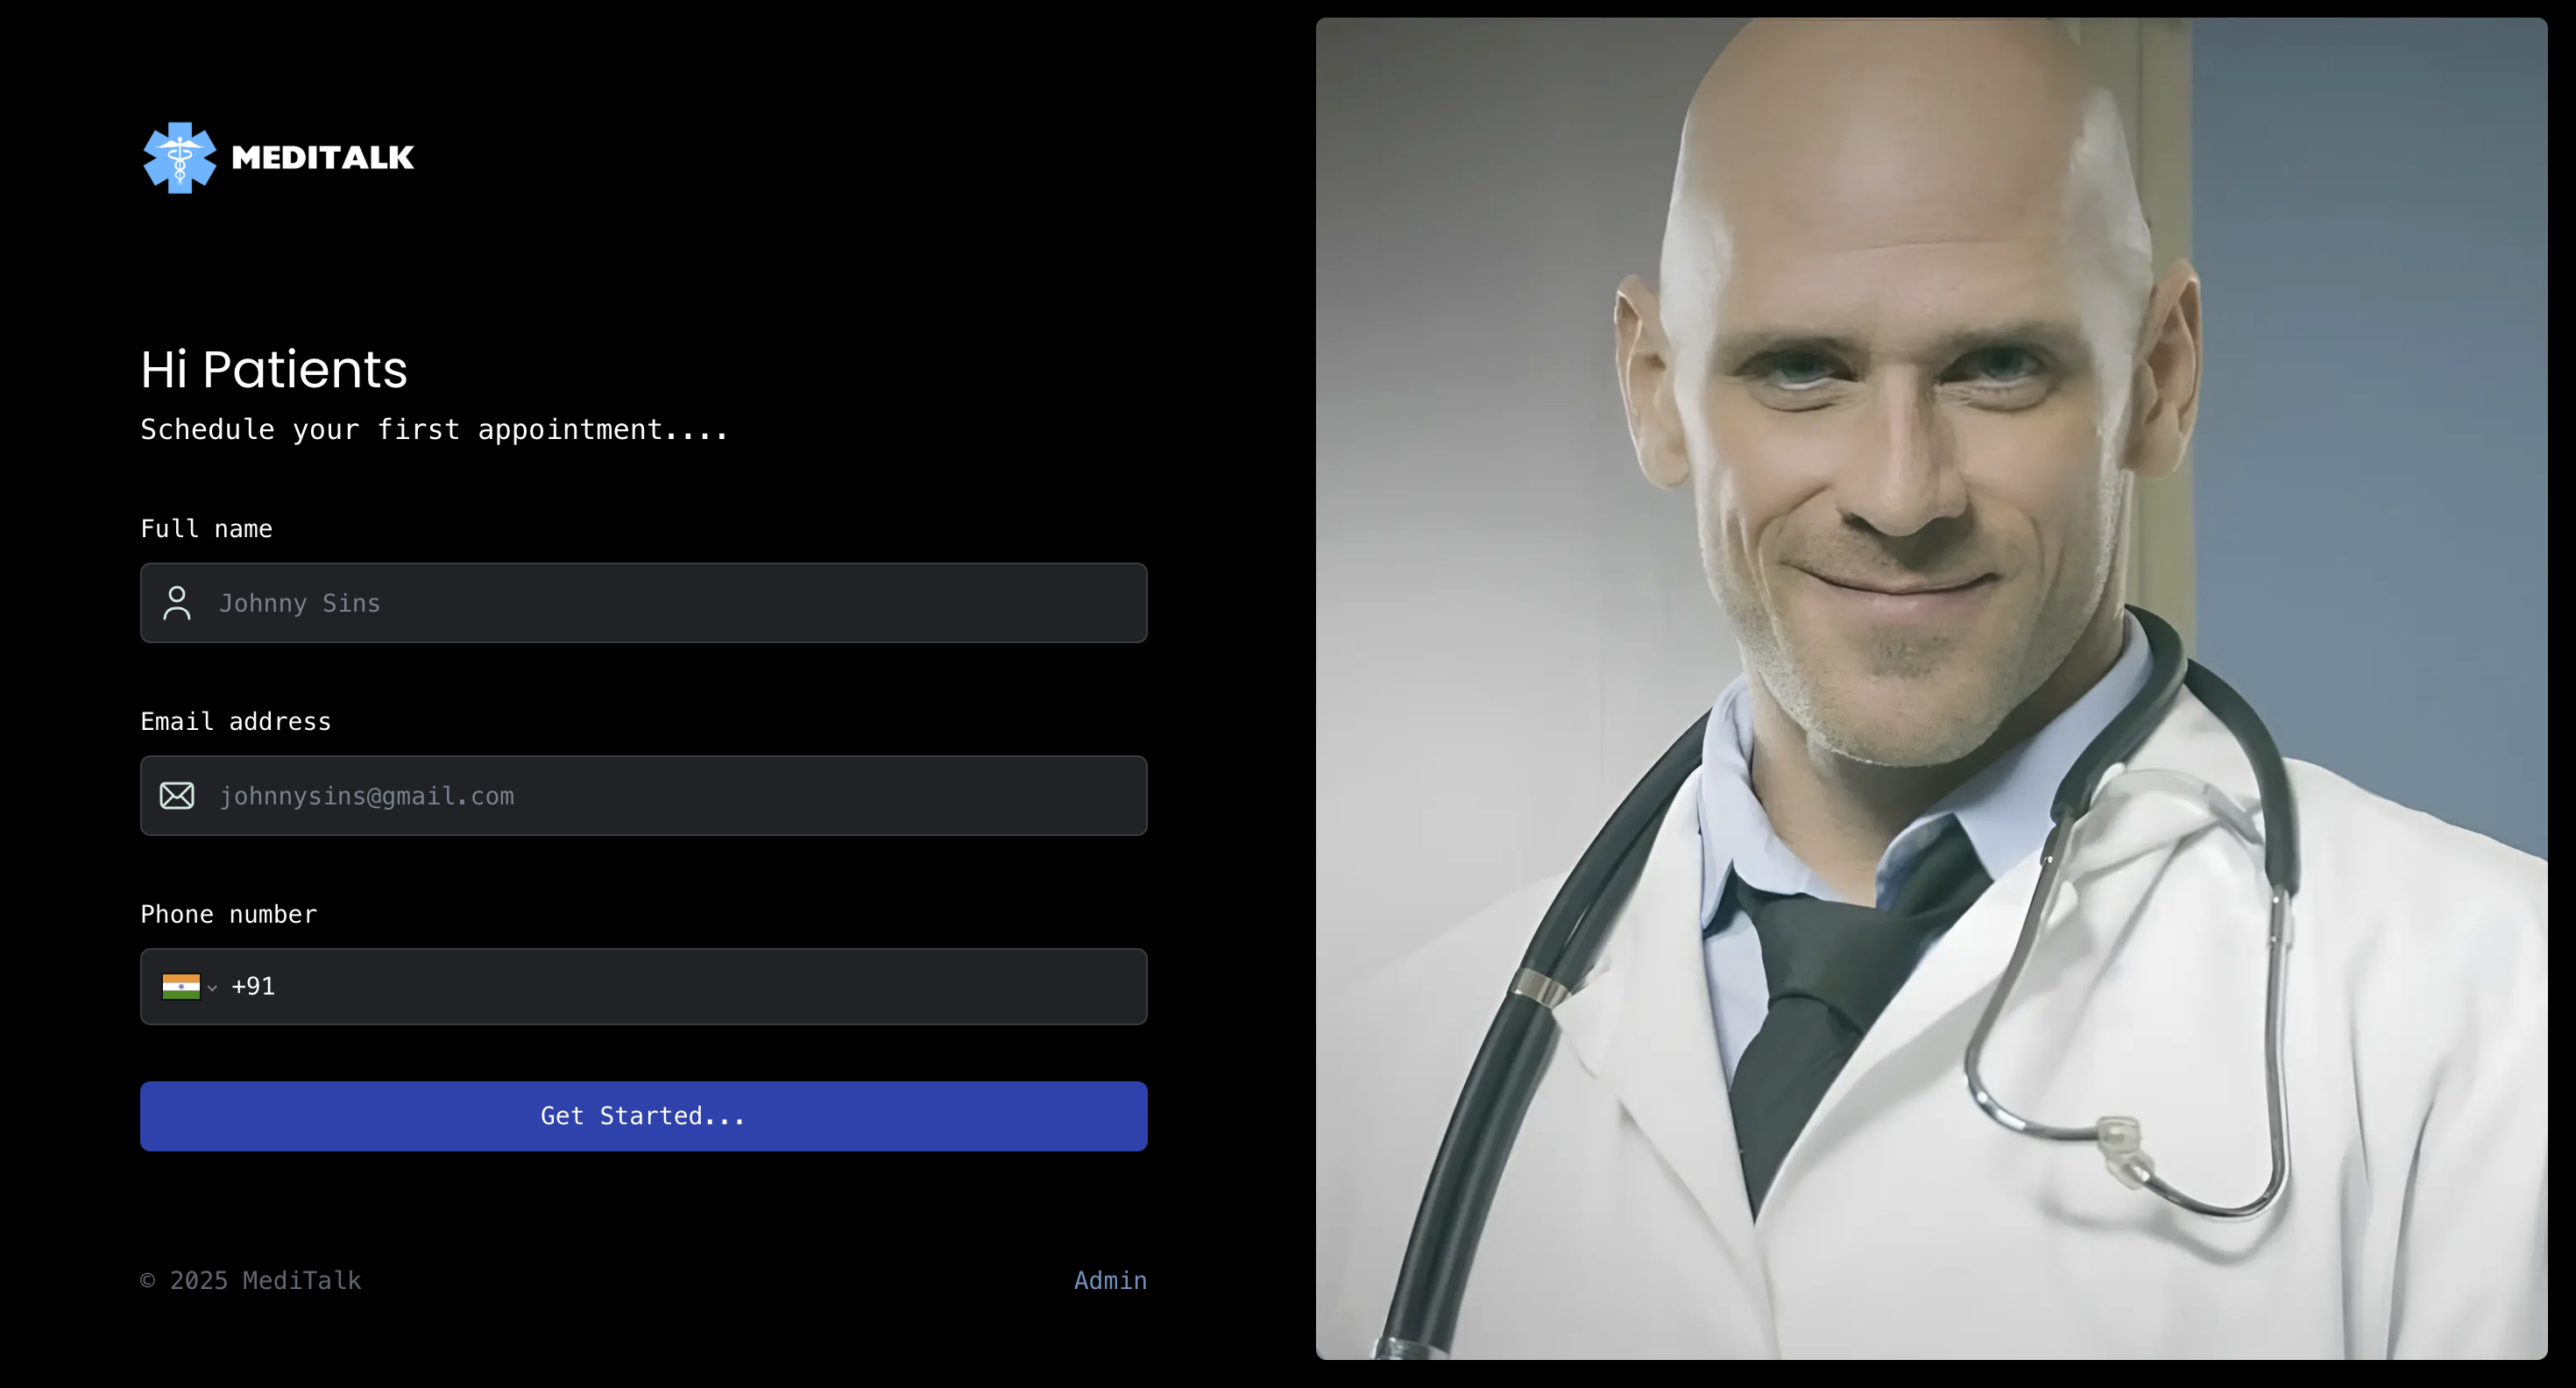 MEDITALK
Hi Patients
Schedule your first appointment....
Full name
Johnny Sins
Email address
johnnysins@gmail.com
Phone number
+91
Get Started...
© 2025 MediTalk
Admin